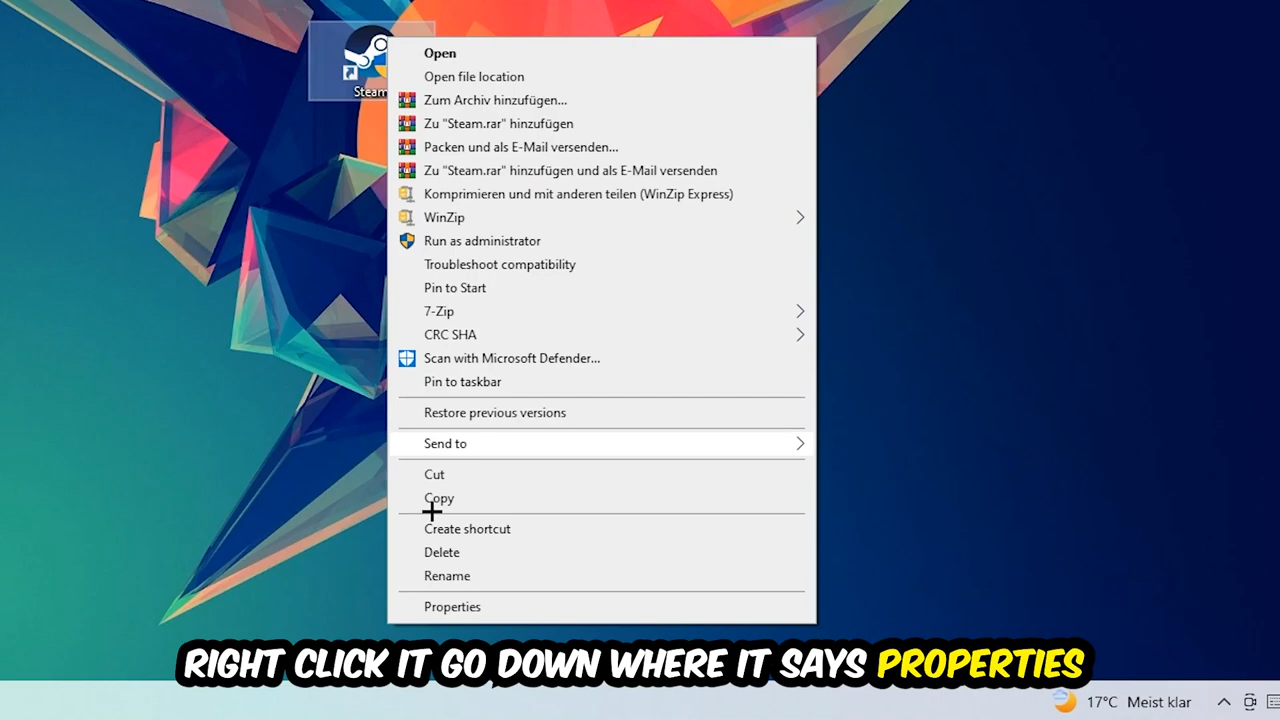 Steam
Open
Open file location
Zum Archiv hinzufügen...
Zu "Steam.rar" hinzufügen
Packen und als E-Mail versenden...
Zu "Steam.rar" hinzufügen und als E-Mail versenden
Komprimieren und mit anderen teilen (WinZip Express)
WinZip
Run as administrator
Troubleshoot compatibility
Pin to Start
7-Zip
CRC SHA
Scan with Microsoft Defender...
Pin to taskbar
Restore previous versions
Send to
Cut
Copy
Create shortcut
Delete
Rename
Properties
RIGHT CLICK IT GO DOWN WHERE IT SAYS PROPERTIES
17°C Meist klar